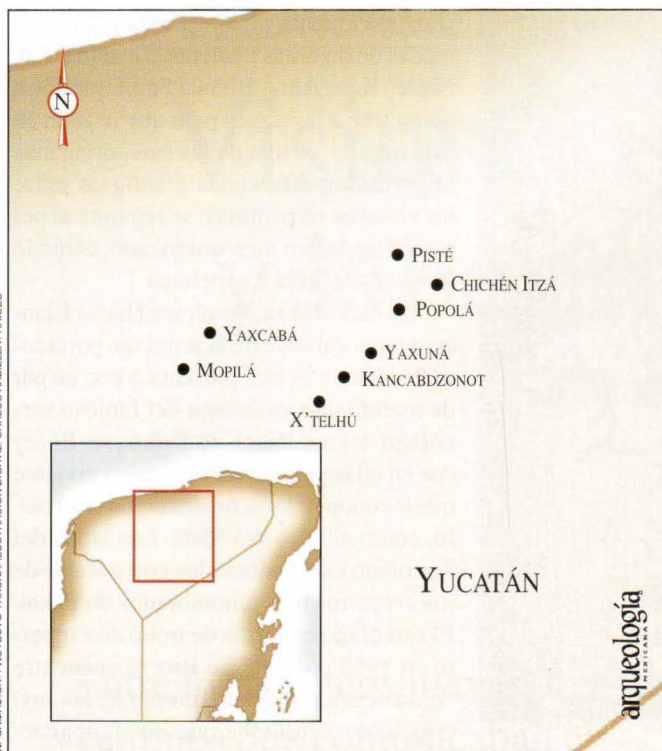 N
PISTÉ
CHICHÉN ITZÁ
POPOLÁ
YAXCABÁ
YAXUNÁ
MOPILÁ
KANCABDZONOT
X'TELHÚ
YUCATÁN
arqueología
MEXICANA